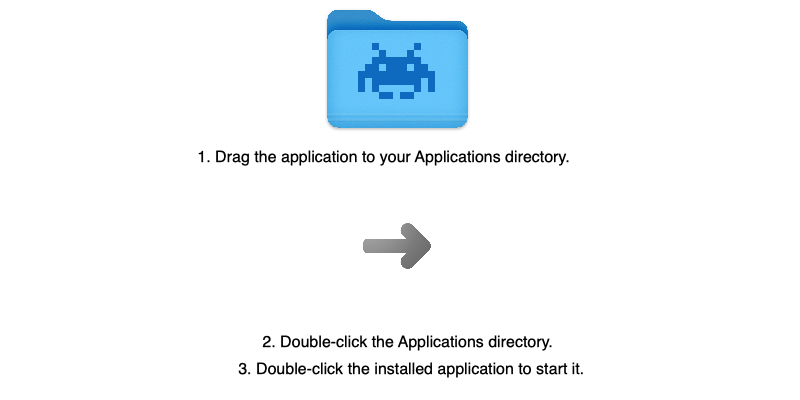 1. Drag the application to your Applications directory.
2. Double-click the Applications directory.
3. Double-click the installed application to start it.